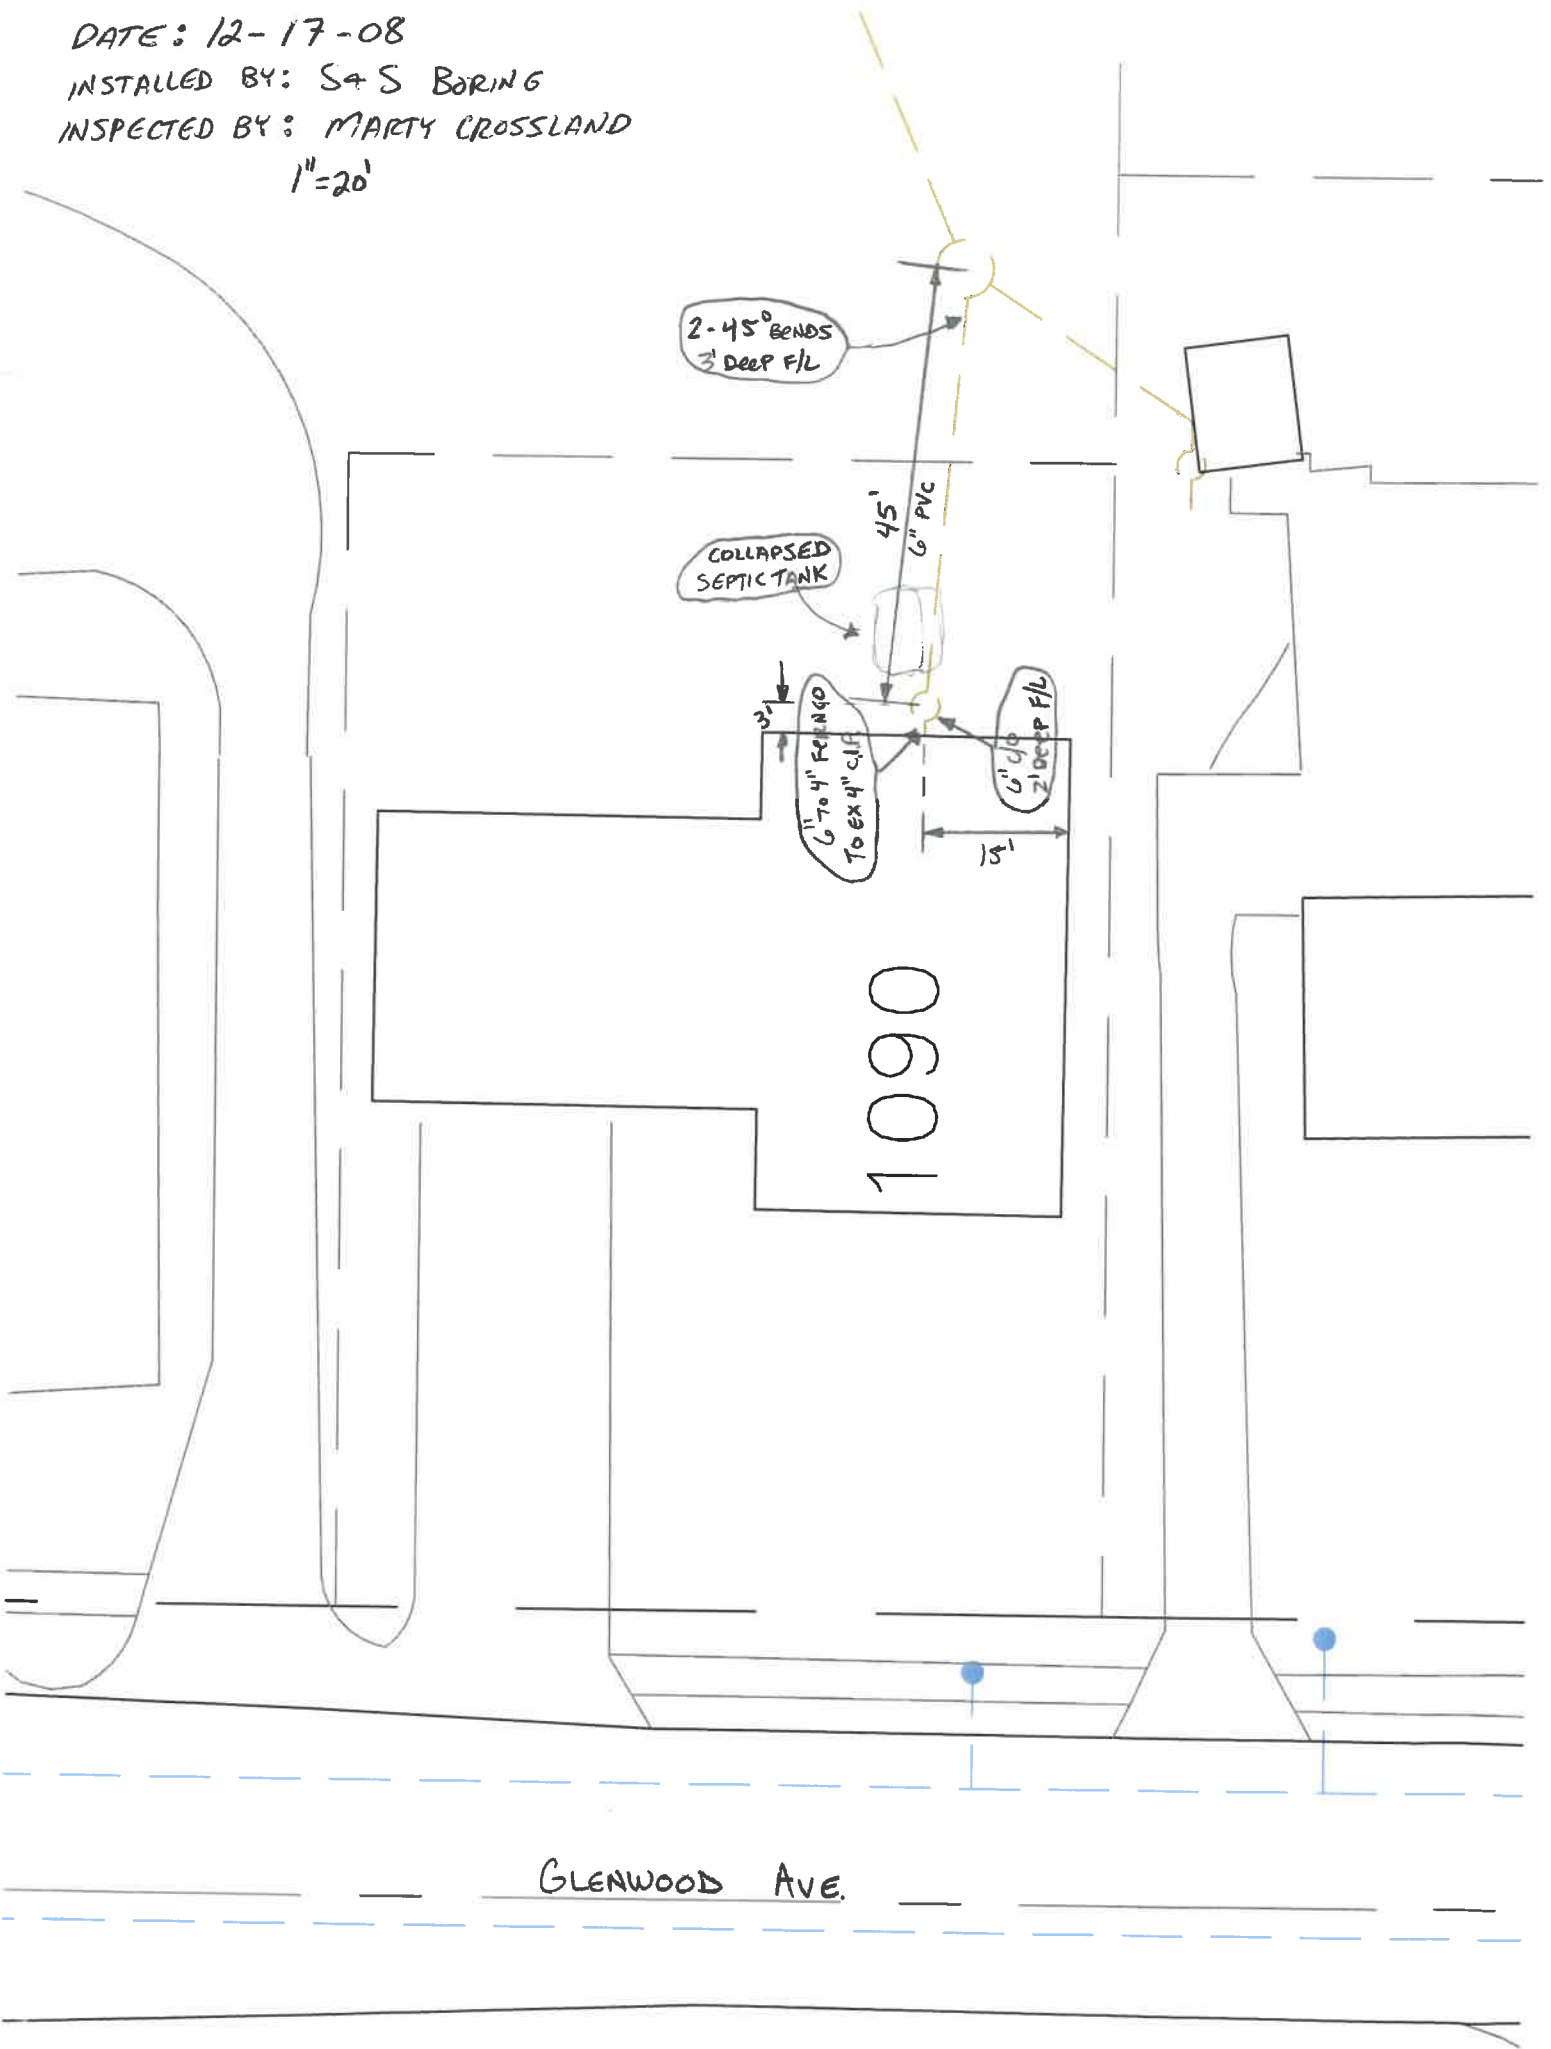 DATE: 12-17-08
INSTALLED BY: S&S BORING
INSPECTED BY: MARTY CROSSLAND
1"=20'
2-45° BENDS
3' DEEP F/L
45'
6" PVC
COLLAPSED
SEPTIC TANK
3'
6" TO 4" FERNCO
TO EX 4" C.I.P.
6" C/O
2' DEEP F/L
15'
1090
GLENWOOD AVE.